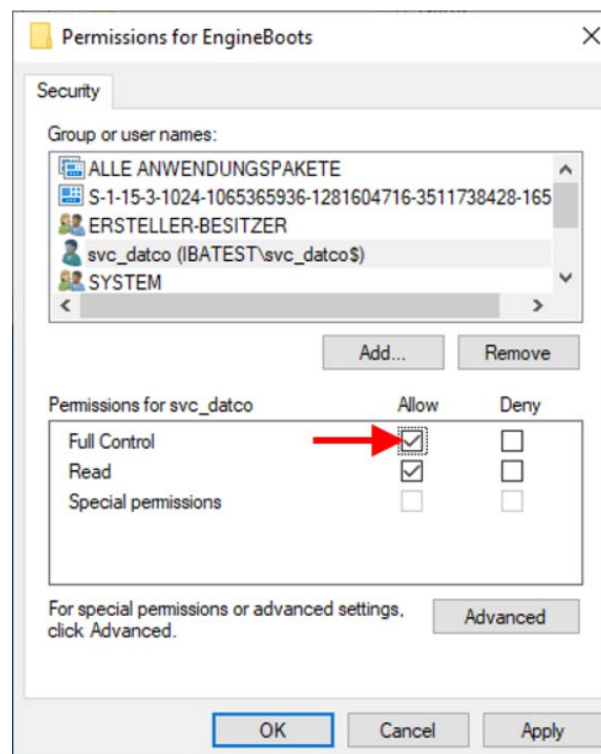 Permissions for EngineBoots
Security
Group or user names:
ALLE ANWENDUNGSPAKETE
S-1-15-3-1024-1065365936-1281604716-3511738428-165
ERSTELLER-BESITZER
svc_datco (IBATEST\svc_datco$)
SYSTEM
Add... Remove
Permissions for svc_datco Allow Deny
Full Control
Read
Special permissions
For special permissions or advanced settings,
click Advanced.
Advanced
OK Cancel Apply